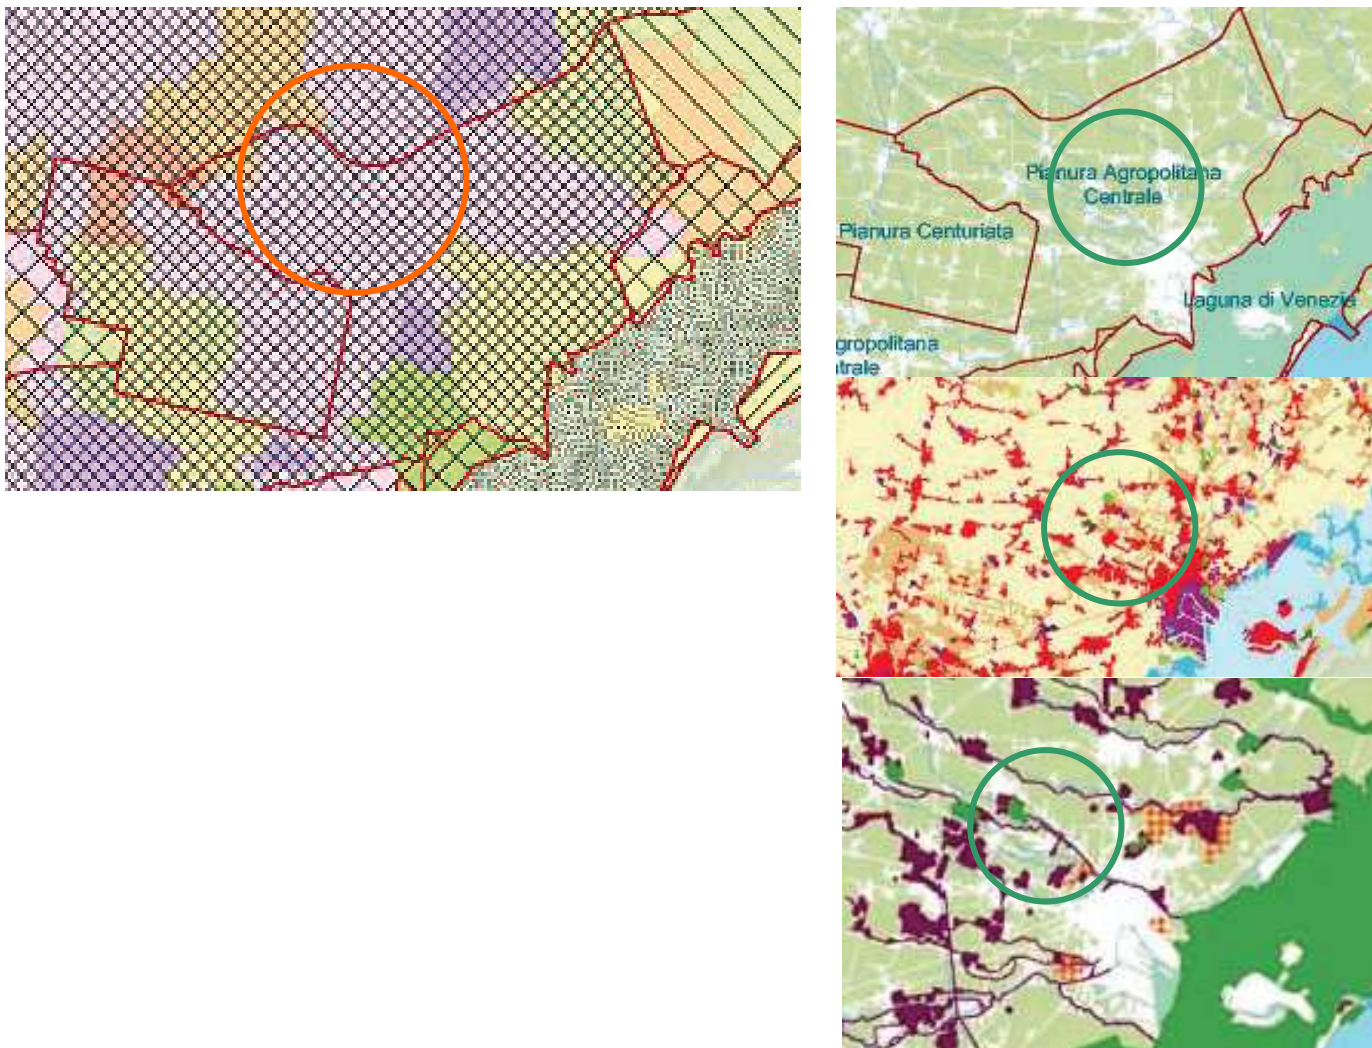 Pianura Agropolitana
Centrale
Pianura Centuriata
Laguna di Venezia
gropolitana
trale